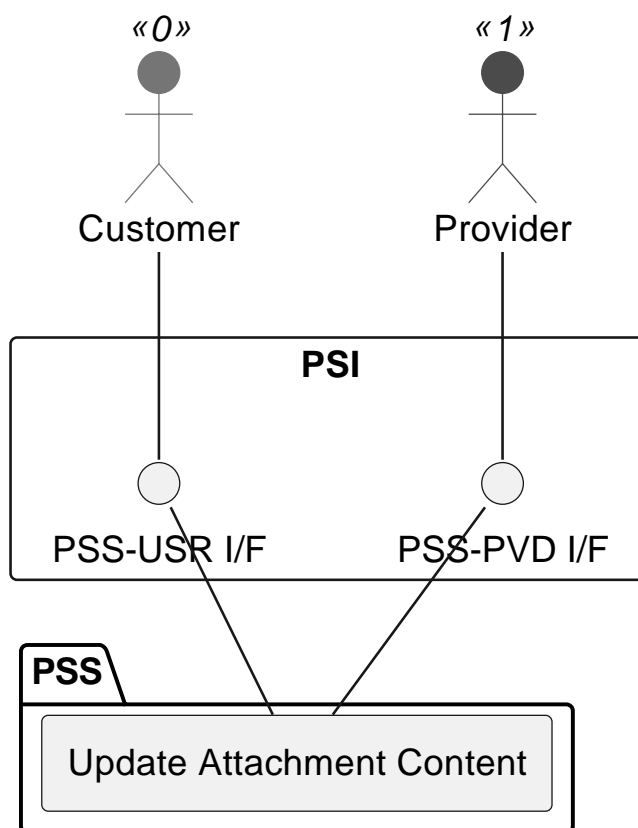 «0» «1»
Customer Provider
PSI
PSS-USR I/F PSS-PVD I/F
PSS
Update Attachment Content